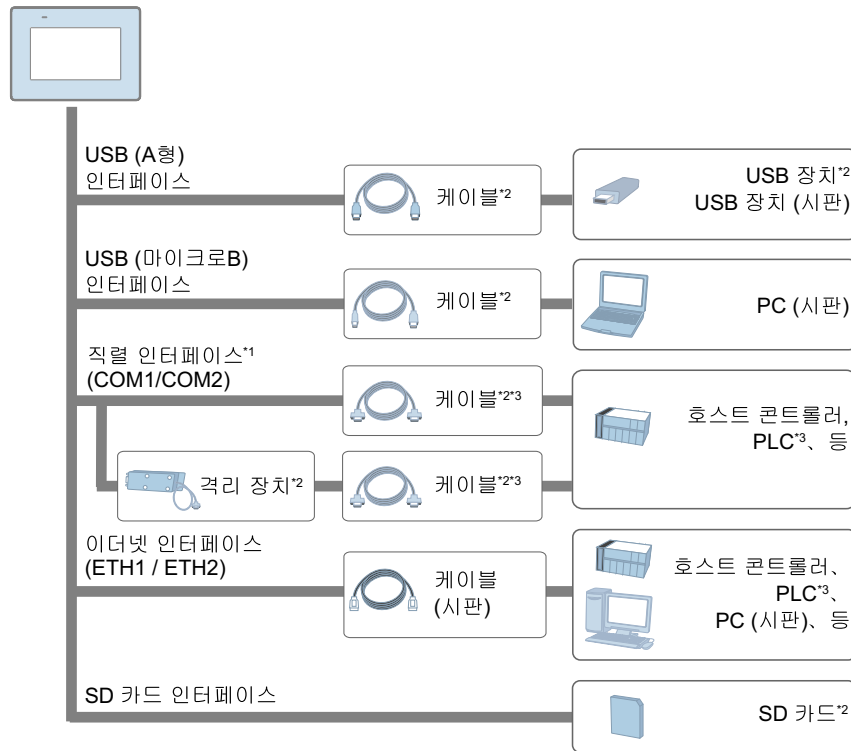 USB (A형)
인터페이스
케이블*2
USB 장치*2
USB 장치 (시판)
USB (마이크로B)
인터페이스
케이블*2
PC (시판)
직렬 인터페이스*1
(COM1/COM2)
케이블*2*3
호스트 콘트롤러,
PLC*3、등
격리 장치*2
케이블*2*3
이더넷 인터페이스
(ETH1 / ETH2)
케이블
(시판)
호스트 콘트롤러、
PLC*3、
PC (시판)、등
SD 카드 인터페이스
SD 카드*2